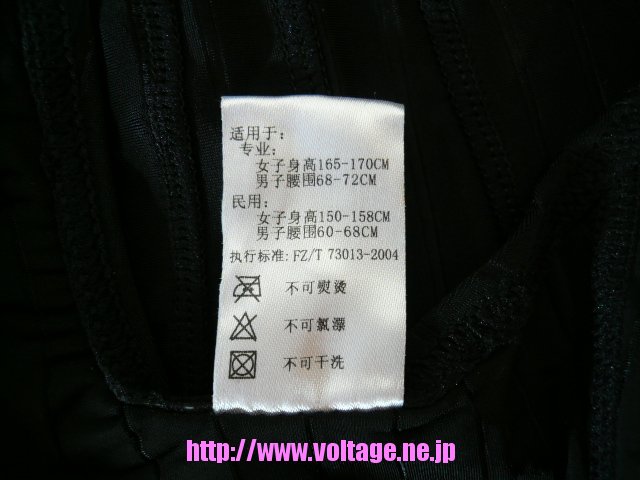 适用于:
专业:
女子身高165-170CM
男子腰围68-72CM
民用:
女子身高150-158CM
男子腰围60-68CM
执行标准:FZ/T 73013-2004
不可熨烫
不可氯漂
不可干洗
http://www.voltage.ne.jp